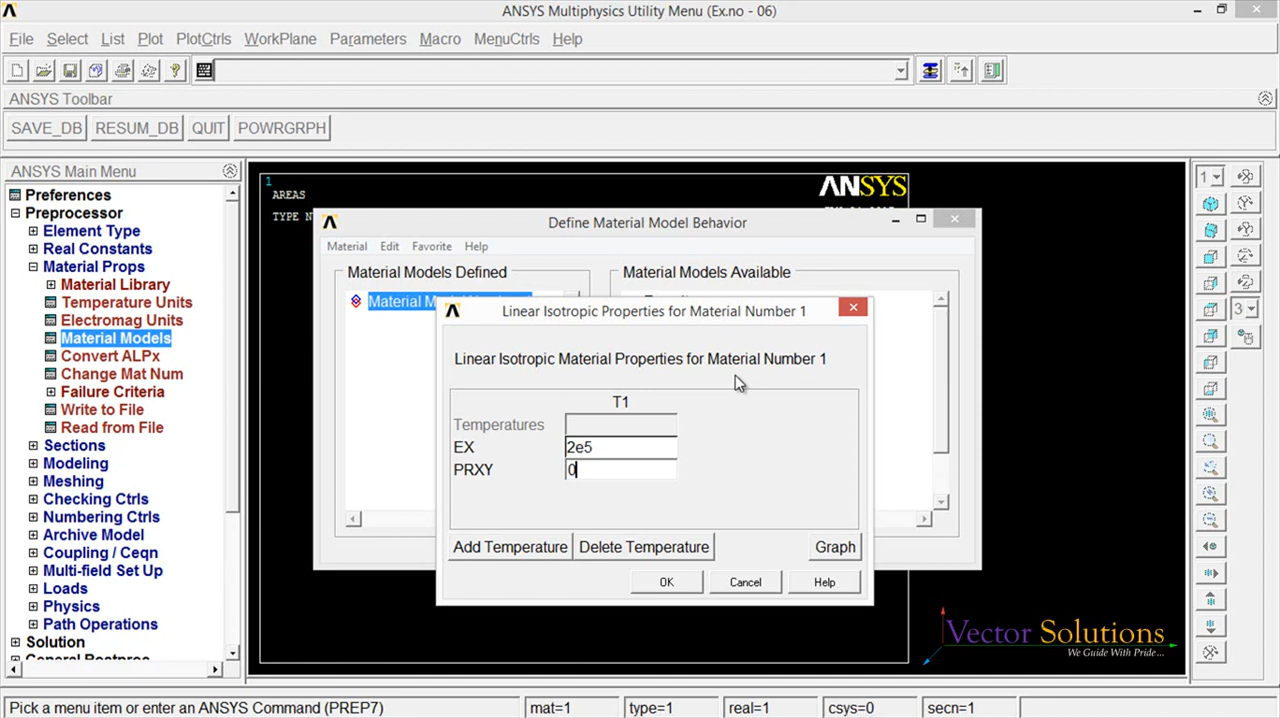 ANSYS Multiphysics Utility Menu (Ex.no - 06)
File Select List Plot PlotCtrls WorkPlane Parameters Macro MenuCtrls Help
ANSYS Toolbar
SAVE_DB RESUM_DB QUIT POWRGRPH
ANSYS Main Menu
Preferences
Preprocessor
Element Type
Real Constants
Material Props
Material Library
Temperature Units
Electromag Units
Material Models
Convert ALPx
Change Mat Num
Failure Criteria
Write to File
Read from File
Sections
Modeling
Meshing
Checking Ctrls
Numbering Ctrls
Archive Model
Coupling / Ceqn
Multi-field Set Up
Loads
Physics
Path Operations
Solution
1
AREAS
TYPE N
ANSYS
Define Material Model Behavior
Material Edit Favorite Help
Material Models Defined
Material Models Available
Linear Isotropic Properties for Material Number 1
Linear Isotropic Material Properties for Material Number 1
T1
Temperatures
EX 2e5
PRXY 0
Add Temperature Delete Temperature Graph
OK Cancel Help
Vector Solutions
We Guide With Pride...
1
3
Pick a menu item or enter an ANSYS Command (PREP7) mat=1 type=1 real=1 csys=0 secn=1